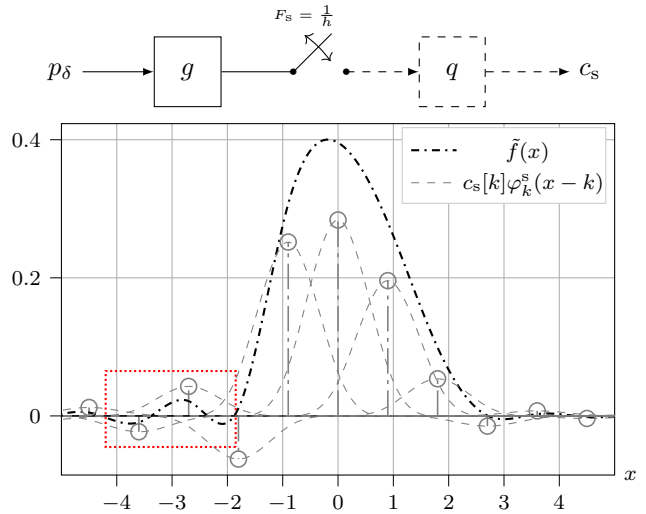 F_s = 1/h
p_δ g q c_s
f̃(x)
c_s[k]φ_k^s(x − k)
0.4
0.2
0
x
−4 −3 −2 −1 0 1 2 3 4